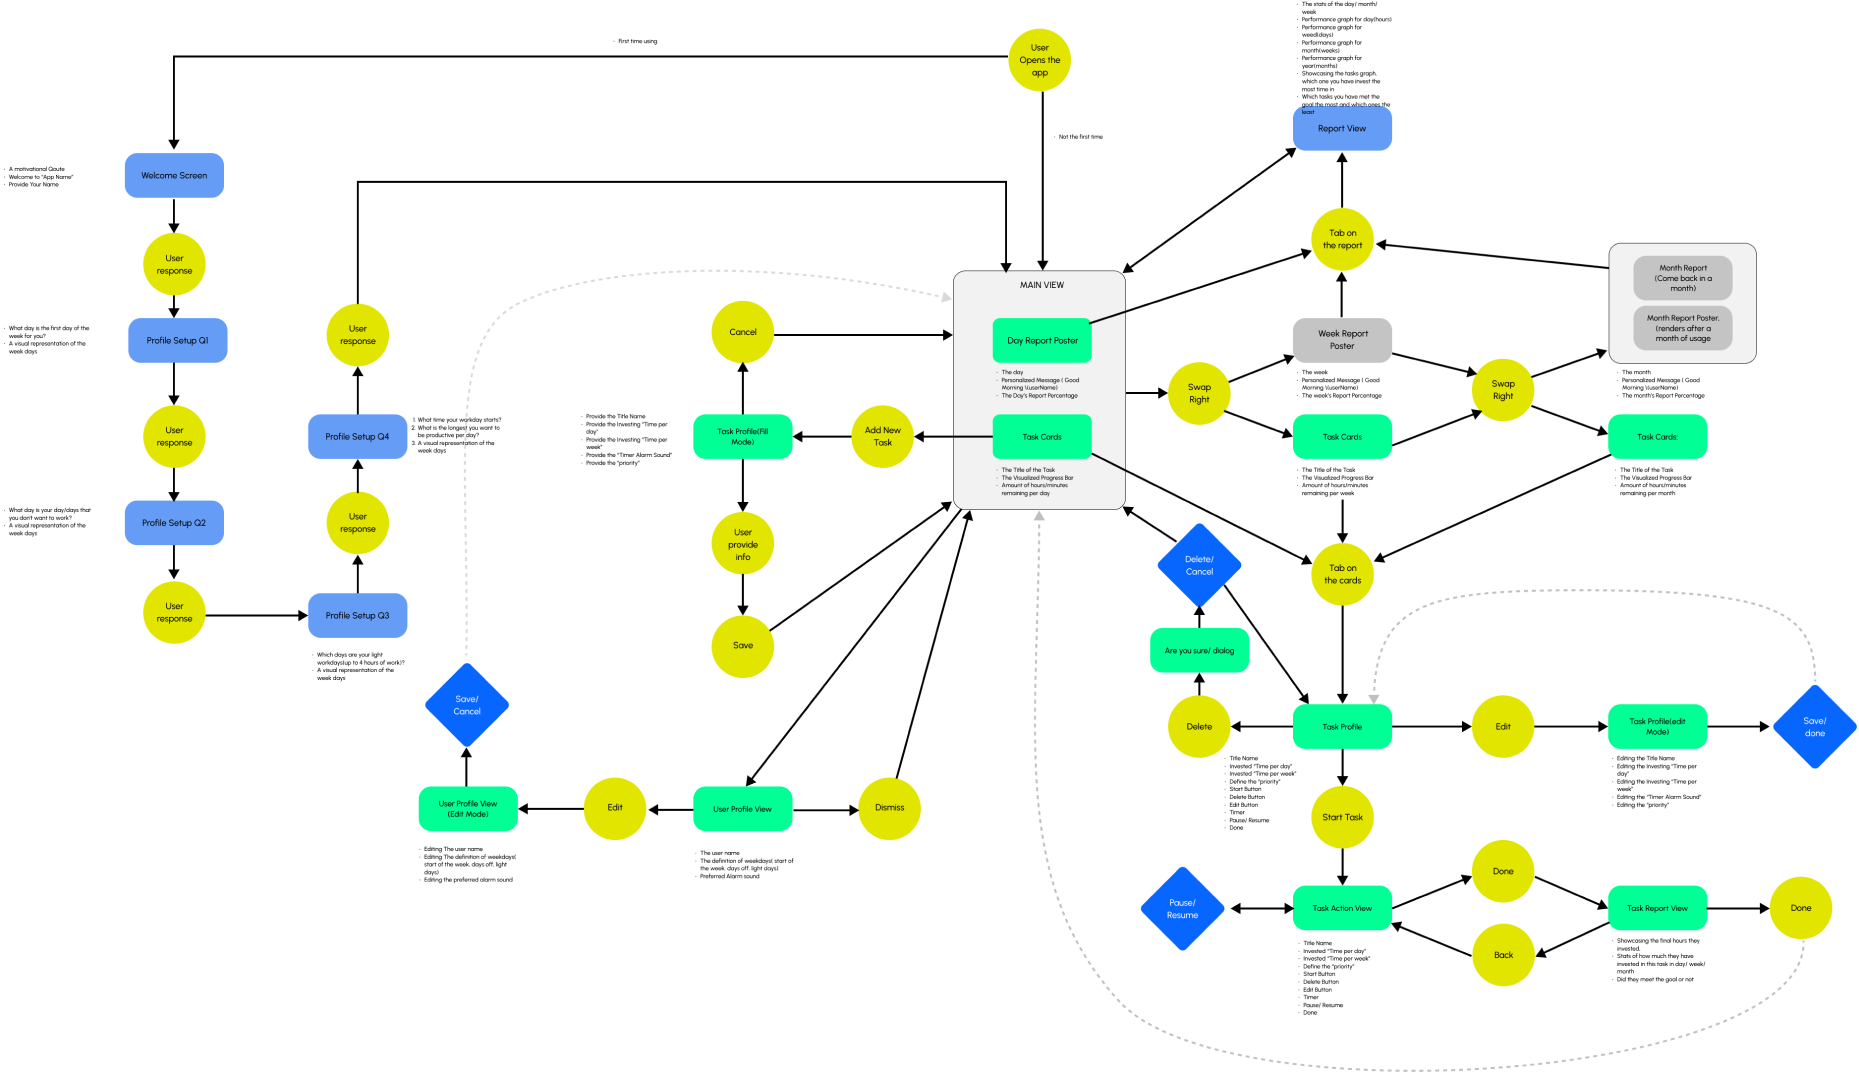 - The stats of the day/ month/
week
- Performance graph for day(hours)
- Performance graph for
weed(days)
- Performance graph for
month(weeks)
- Performance graph for
year(months)
- Showcasing the tasks graph,
which one you have invest the
most time in
- Which tasks you have met the
goal the most and which ones the
least
Report View
- First time using
User
Opens the
app
- Not the first time
- A motivational Qoute
- Welcome to "App Name"
- Provide Your Name
Welcome Screen
User
response
- What day is the first day of the
week for you?
- A visual representation of the
week days
Profile Setup Q1
User
response
- What day is your day/days that
you don't want to work?
- A visual representation of the
week days
Profile Setup Q2
User
response
Profile Setup Q3
- Which days are your light
workdays(up to 4 hours of work)?
- A visual representation of the
week days
User
response
Profile Setup Q4
1. What time your workday starts?
2. What is the longest you want to
be productive per day?
3. A visual representation of the
week days
User
response
MAIN VIEW
Day Report Poster
- The day
- Personalized Message ( Good
Morning \(userName)
- The Day's Report Percentage
Task Cards
- The Title of the Task
- The Visualized Progress Bar
- Amount of hours/minutes
remaining per day
Cancel
- Provide the Title Name
- Provide the Investing "Time per
day"
- Provide the Investing "Time per
week"
- Provide the "Timer Alarm Sound"
- Provide the "priority"
Task Profile(Fill
Mode)
Add New
Task
User
provide
info
Save
Tab on
the report
Swap
Right
Week Report
Poster
- The week
- Personalized Message ( Good
Morning \(userName)
- The week's Report Percentage
Task Cards
- The Title of the Task
- The Visualized Progress Bar
- Amount of hours/minutes
remaining per week
Swap
Right
Month Report
(Come back in a
month)
Month Report Poster,
(renders after a
month of usage
- The month
- Personalized Message ( Good
Morning \(userName)
- The month's Report Percentage
Task Cards:
- The Title of the Task
- The Visualized Progress Bar
- Amount of hours/minutes
remaining per month
Tab on
the cards
Delete/
Cancel
Are you sure/ dialog
Delete
Task Profile
- Title Name
- Invested "Time per day"
- Invested "Time per week"
- Define the "priority"
- Start Button
- Delete Button
- Edit Button
- Timer
- Pause/ Resume
- Done
Edit
Task Profile(edit
Mode)
- Editing the Title Name
- Editing the Investing "Time per
day"
- Editing the Investing "Time per
week"
- Editing the "Timer Alarm Sound"
- Editing the "priority"
Save/
done
Start Task
Save/
Cancel
User Profile View
(Edit Mode)
- Editing The user name
- Editing The definition of weekdays(
start of the week, days off, light
days)
- Editing the preferred alarm sound
Edit
User Profile View
- The user name
- The definition of weekdays( start of
the week, days off, light days)
- Preferred Alarm sound
Dismiss
Pause/
Resume
Task Action View
- Title Name
- Invested "Time per day"
- Invested "Time per week"
- Define the "priority"
- Start Button
- Delete Button
- Edit Button
- Timer
- Pause/ Resume
- Done
Done
Back
Task Report View
- Showcasing the final hours they
invested,
- Stats of how much they have
invested in this task in day/ week/
month
- Did they meet the goal or not
Done